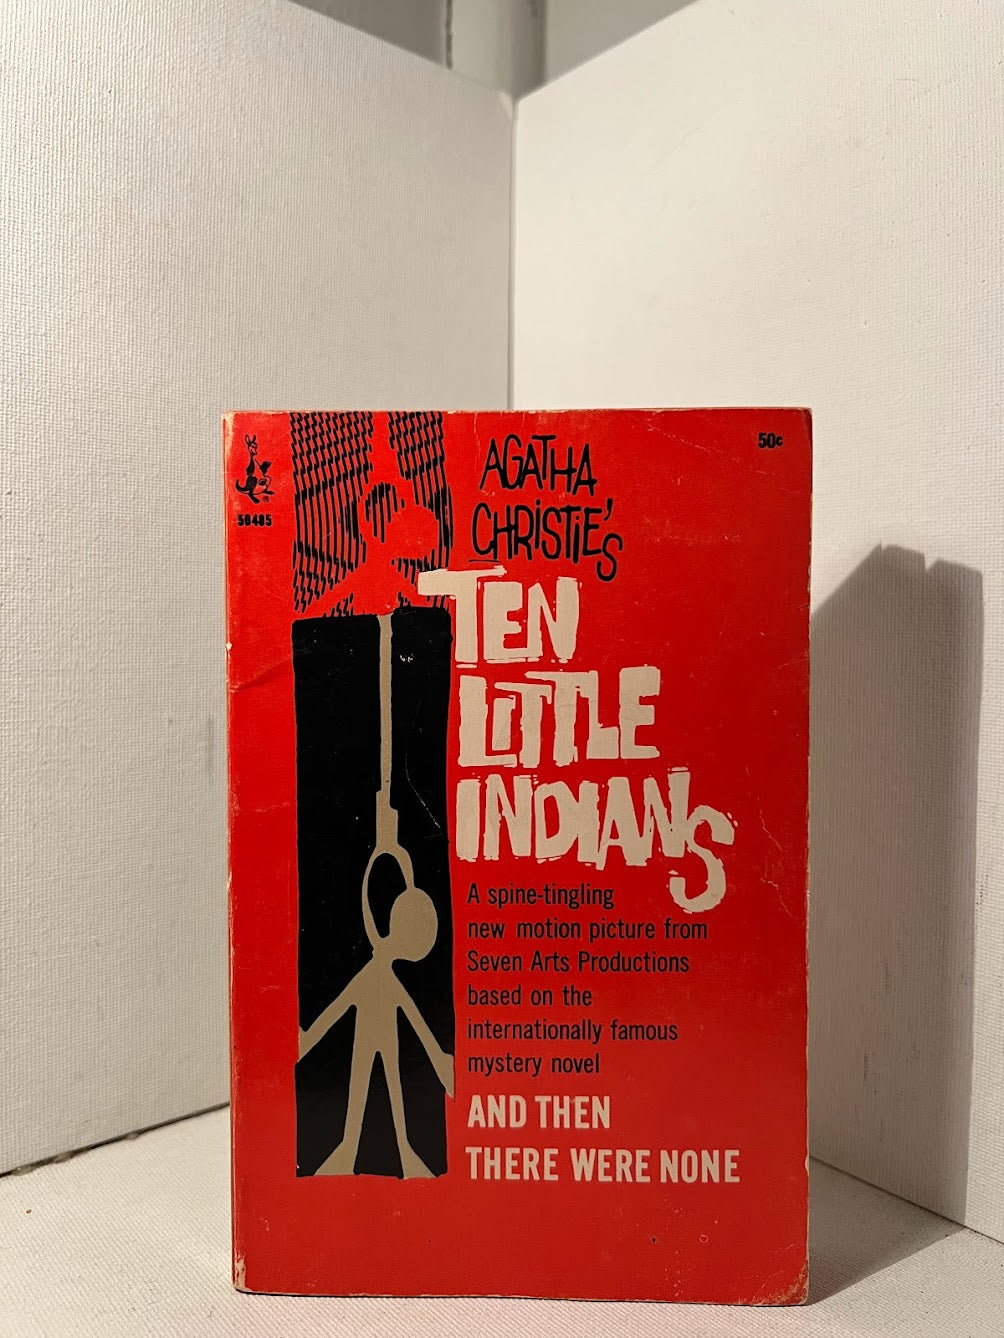 50c
50485
AGATHA
CHRISTIE'S
TEN
LITTLE
INDIANS
A spine-tingling
new motion picture from
Seven Arts Productions
based on the
internationally famous
mystery novel
AND THEN
THERE WERE NONE